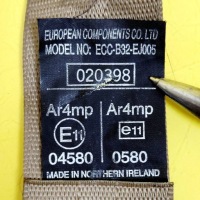 EUROPEAN COMPONENTS CO. LTD
MODEL NO: ECC-B32-EJ005
020398
Ar4mp Ar4mp
E11 e11
04580 0580
MADE IN NORTHERN IRELAND